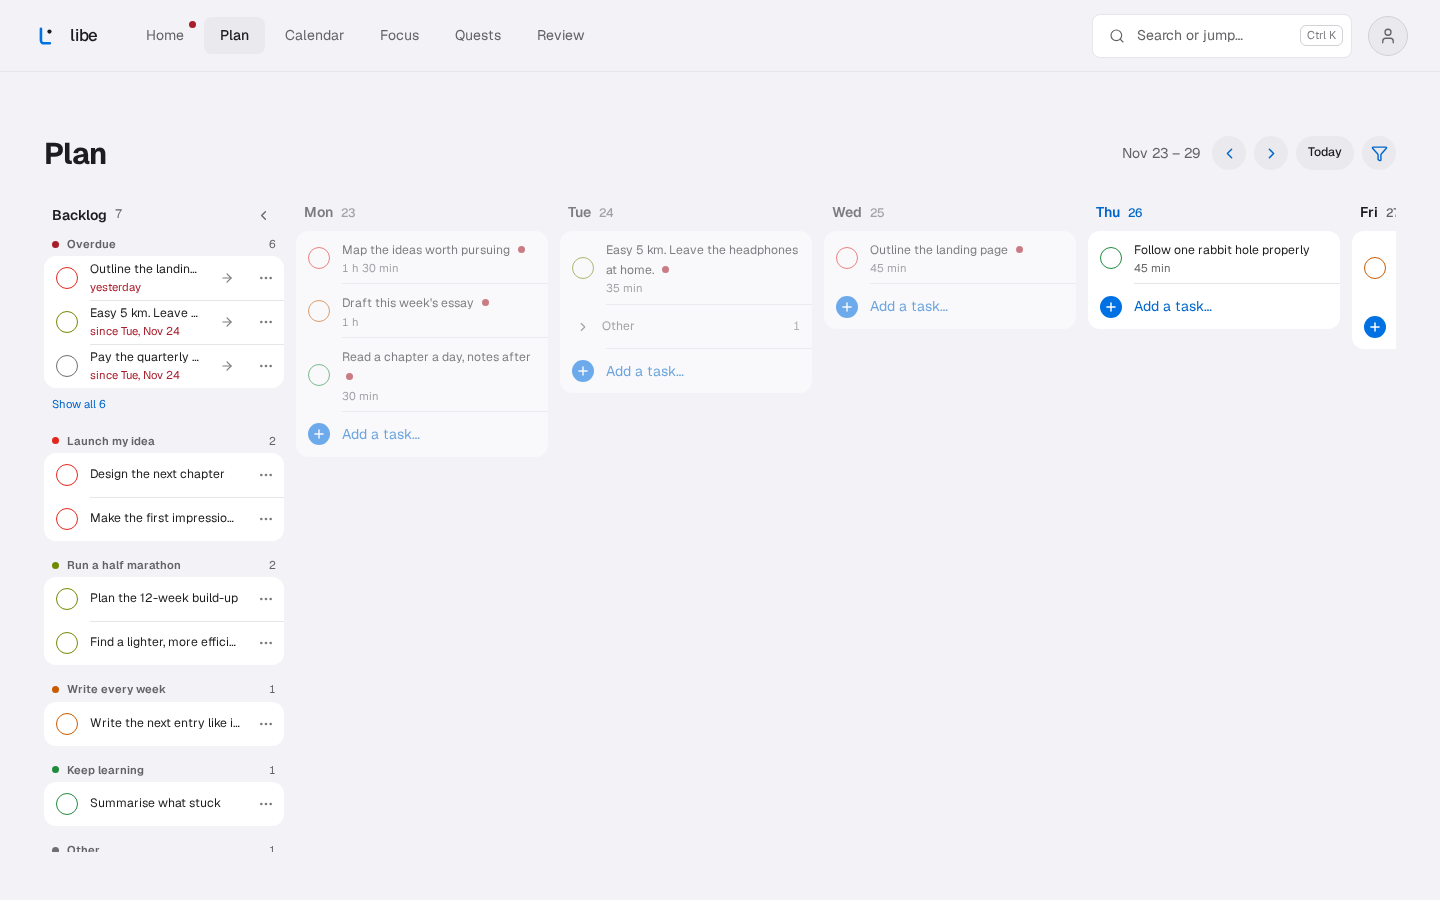 libe
Home
Plan
Calendar
Focus
Quests
Review
Search or jump...
Ctrl K
Plan
Nov 23 – 29
Today
Backlog 7
Overdue 6
Outline the landin...
yesterday
Easy 5 km. Leave ...
since Tue, Nov 24
Pay the quarterly ...
since Tue, Nov 24
Show all 6
Launch my idea 2
Design the next chapter
Make the first impressio...
Run a half marathon 2
Plan the 12-week build-up
Find a lighter, more effici...
Write every week 1
Write the next entry like i...
Keep learning 1
Summarise what stuck
Other 1
Mon 23
Map the ideas worth pursuing
1 h 30 min
Draft this week's essay
1 h
Read a chapter a day, notes after
30 min
Add a task...
Tue 24
Easy 5 km. Leave the headphones
at home.
35 min
Other 1
Add a task...
Wed 25
Outline the landing page
45 min
Add a task...
Thu 26
Follow one rabbit hole properly
45 min
Add a task...
Fri 27